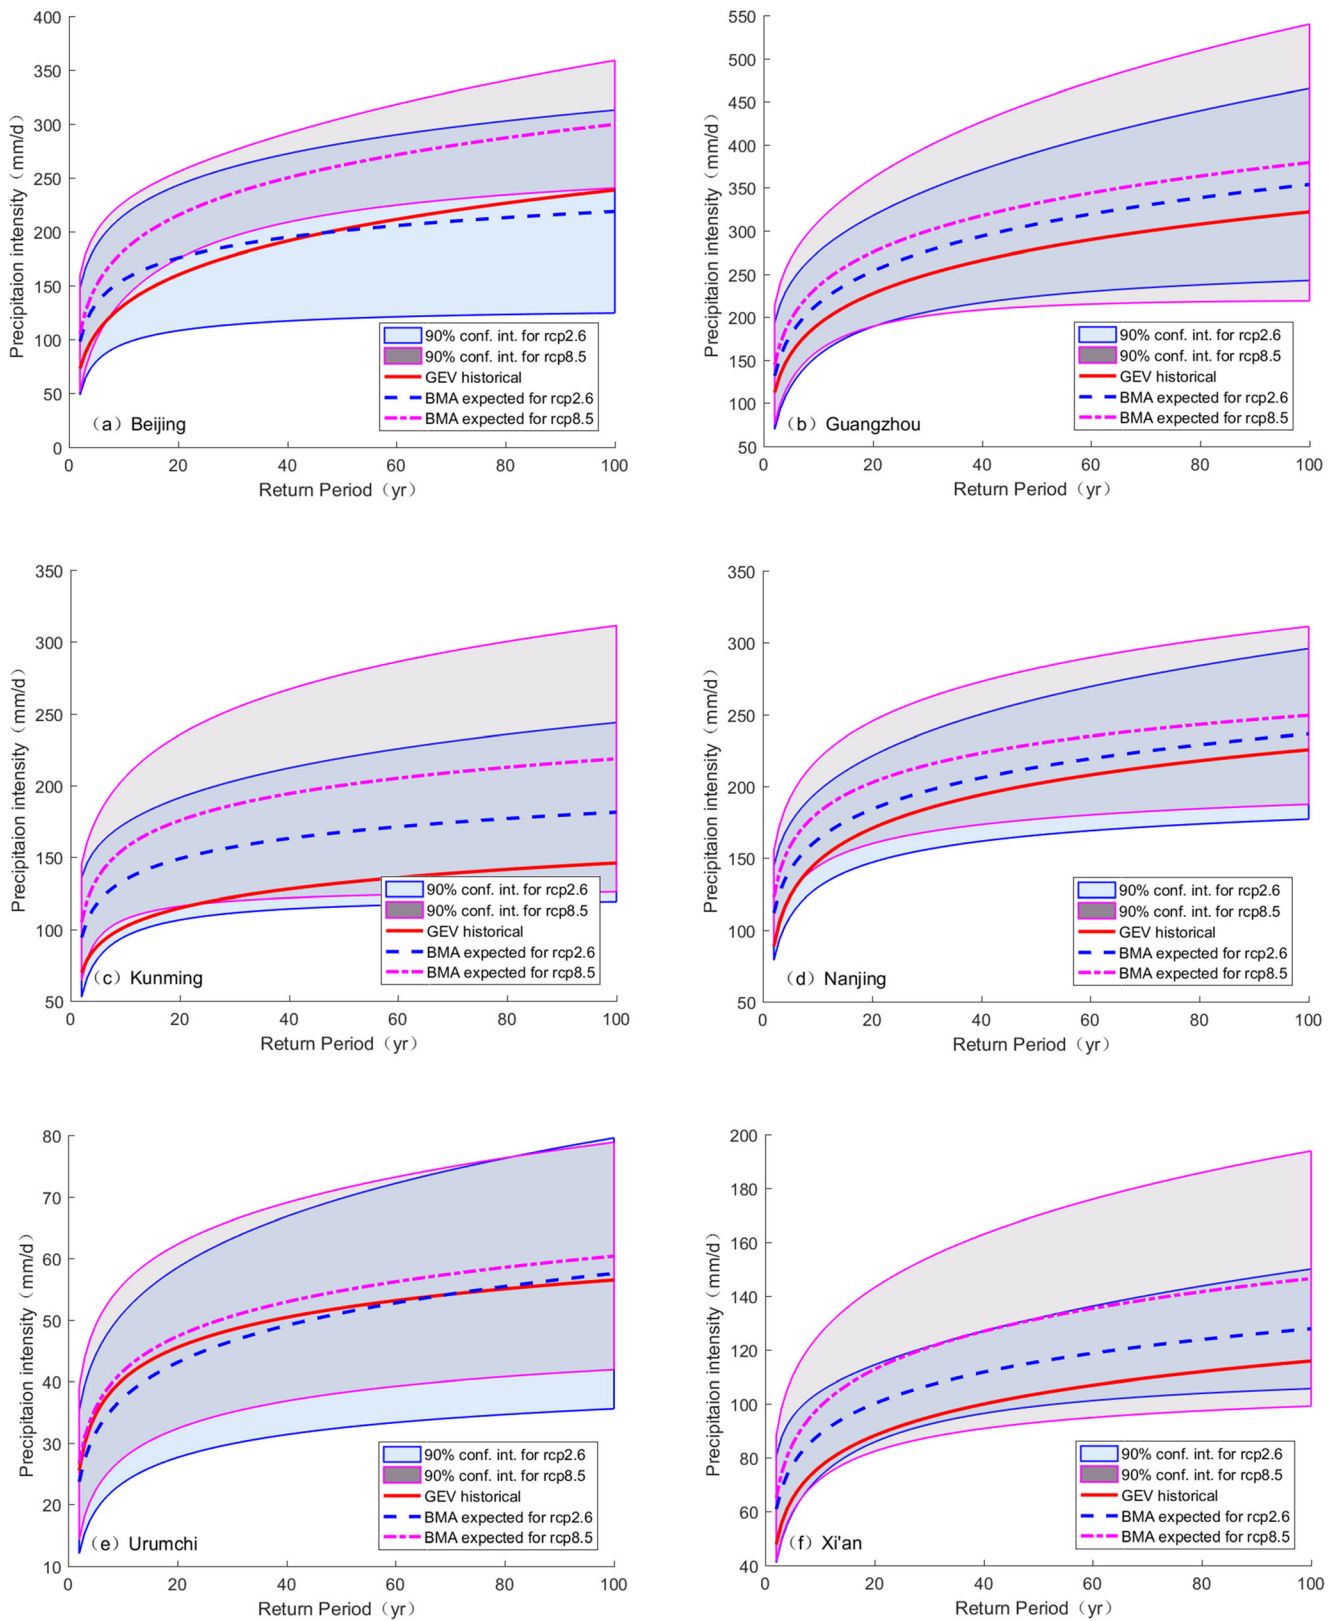 400
350
300
250
200
150
100
50
0
Precipitaion intensity（mm/d）
90% conf. int. for rcp2.6
90% conf. int. for rcp8.5
GEV historical
BMA expected for rcp2.6
BMA expected for rcp8.5
（a）Beijing
0 20 40 60 80 100
Return Period（yr）
550
500
450
400
350
300
250
200
150
100
50
Precipitaion intensity（mm/d）
90% conf. int. for rcp2.6
90% conf. int. for rcp8.5
GEV historical
BMA expected for rcp2.6
BMA expected for rcp8.5
（b）Guangzhou
0 20 40 60 80 100
Return Period（yr）
350
300
250
200
150
100
50
Precipitaion intensity（mm/d）
90% conf. int. for rcp2.6
90% conf. int. for rcp8.5
GEV historical
BMA expected for rcp2.6
BMA expected for rcp8.5
（c）Kunming
0 20 40 60 80 100
Return Period（yr）
350
300
250
200
150
100
50
Precipitaion intensity（mm/d）
90% conf. int. for rcp2.6
90% conf. int. for rcp8.5
GEV historical
BMA expected for rcp2.6
BMA expected for rcp8.5
（d）Nanjing
0 20 40 60 80 100
Return Period（yr）
80
70
60
50
40
30
20
10
Precipitaion intensity（mm/d）
90% conf. int. for rcp2.6
90% conf. int. for rcp8.5
GEV historical
BMA expected for rcp2.6
BMA expected for rcp8.5
（e）Urumchi
0 20 40 60 80 100
Return Period（yr）
200
180
160
140
120
100
80
60
40
Precipitaion intensity（mm/d）
90% conf. int. for rcp2.6
90% conf. int. for rcp8.5
GEV historical
BMA expected for rcp2.6
BMA expected for rcp8.5
（f）Xi'an
0 20 40 60 80 100
Return Period（yr）